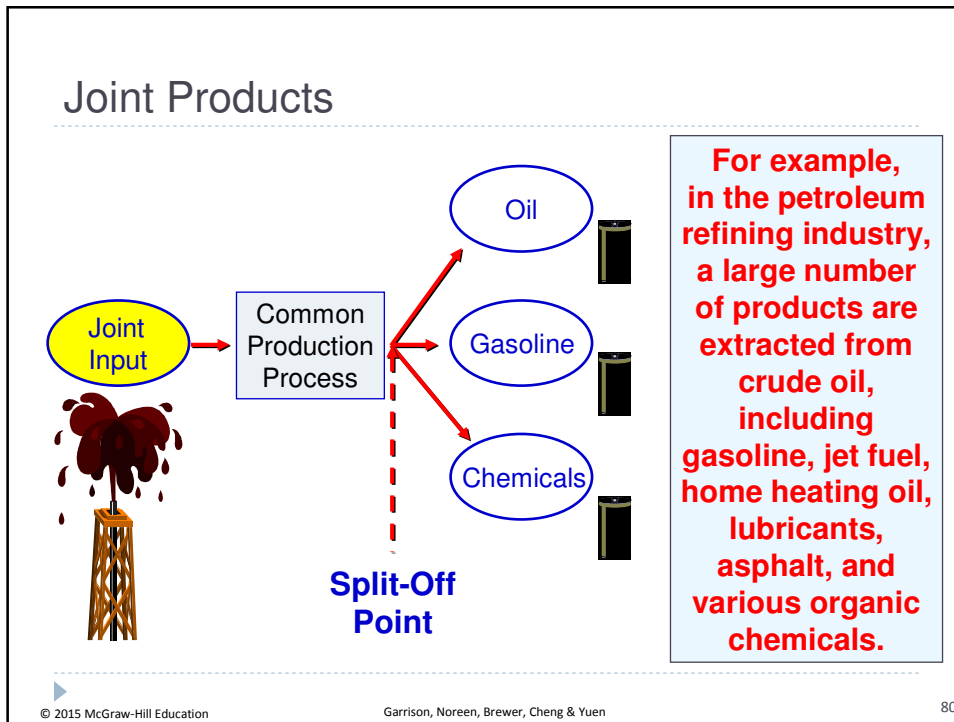 Joint Products
Joint
Input
Common
Production
Process
Oil
Gasoline
Chemicals
Split-Off
Point
For example,
in the petroleum
refining industry,
a large number
of products are
extracted from
crude oil,
including
gasoline, jet fuel,
home heating oil,
lubricants,
asphalt, and
various organic
chemicals.
© 2015 McGraw-Hill Education
Garrison, Noreen, Brewer, Cheng & Yuen
80